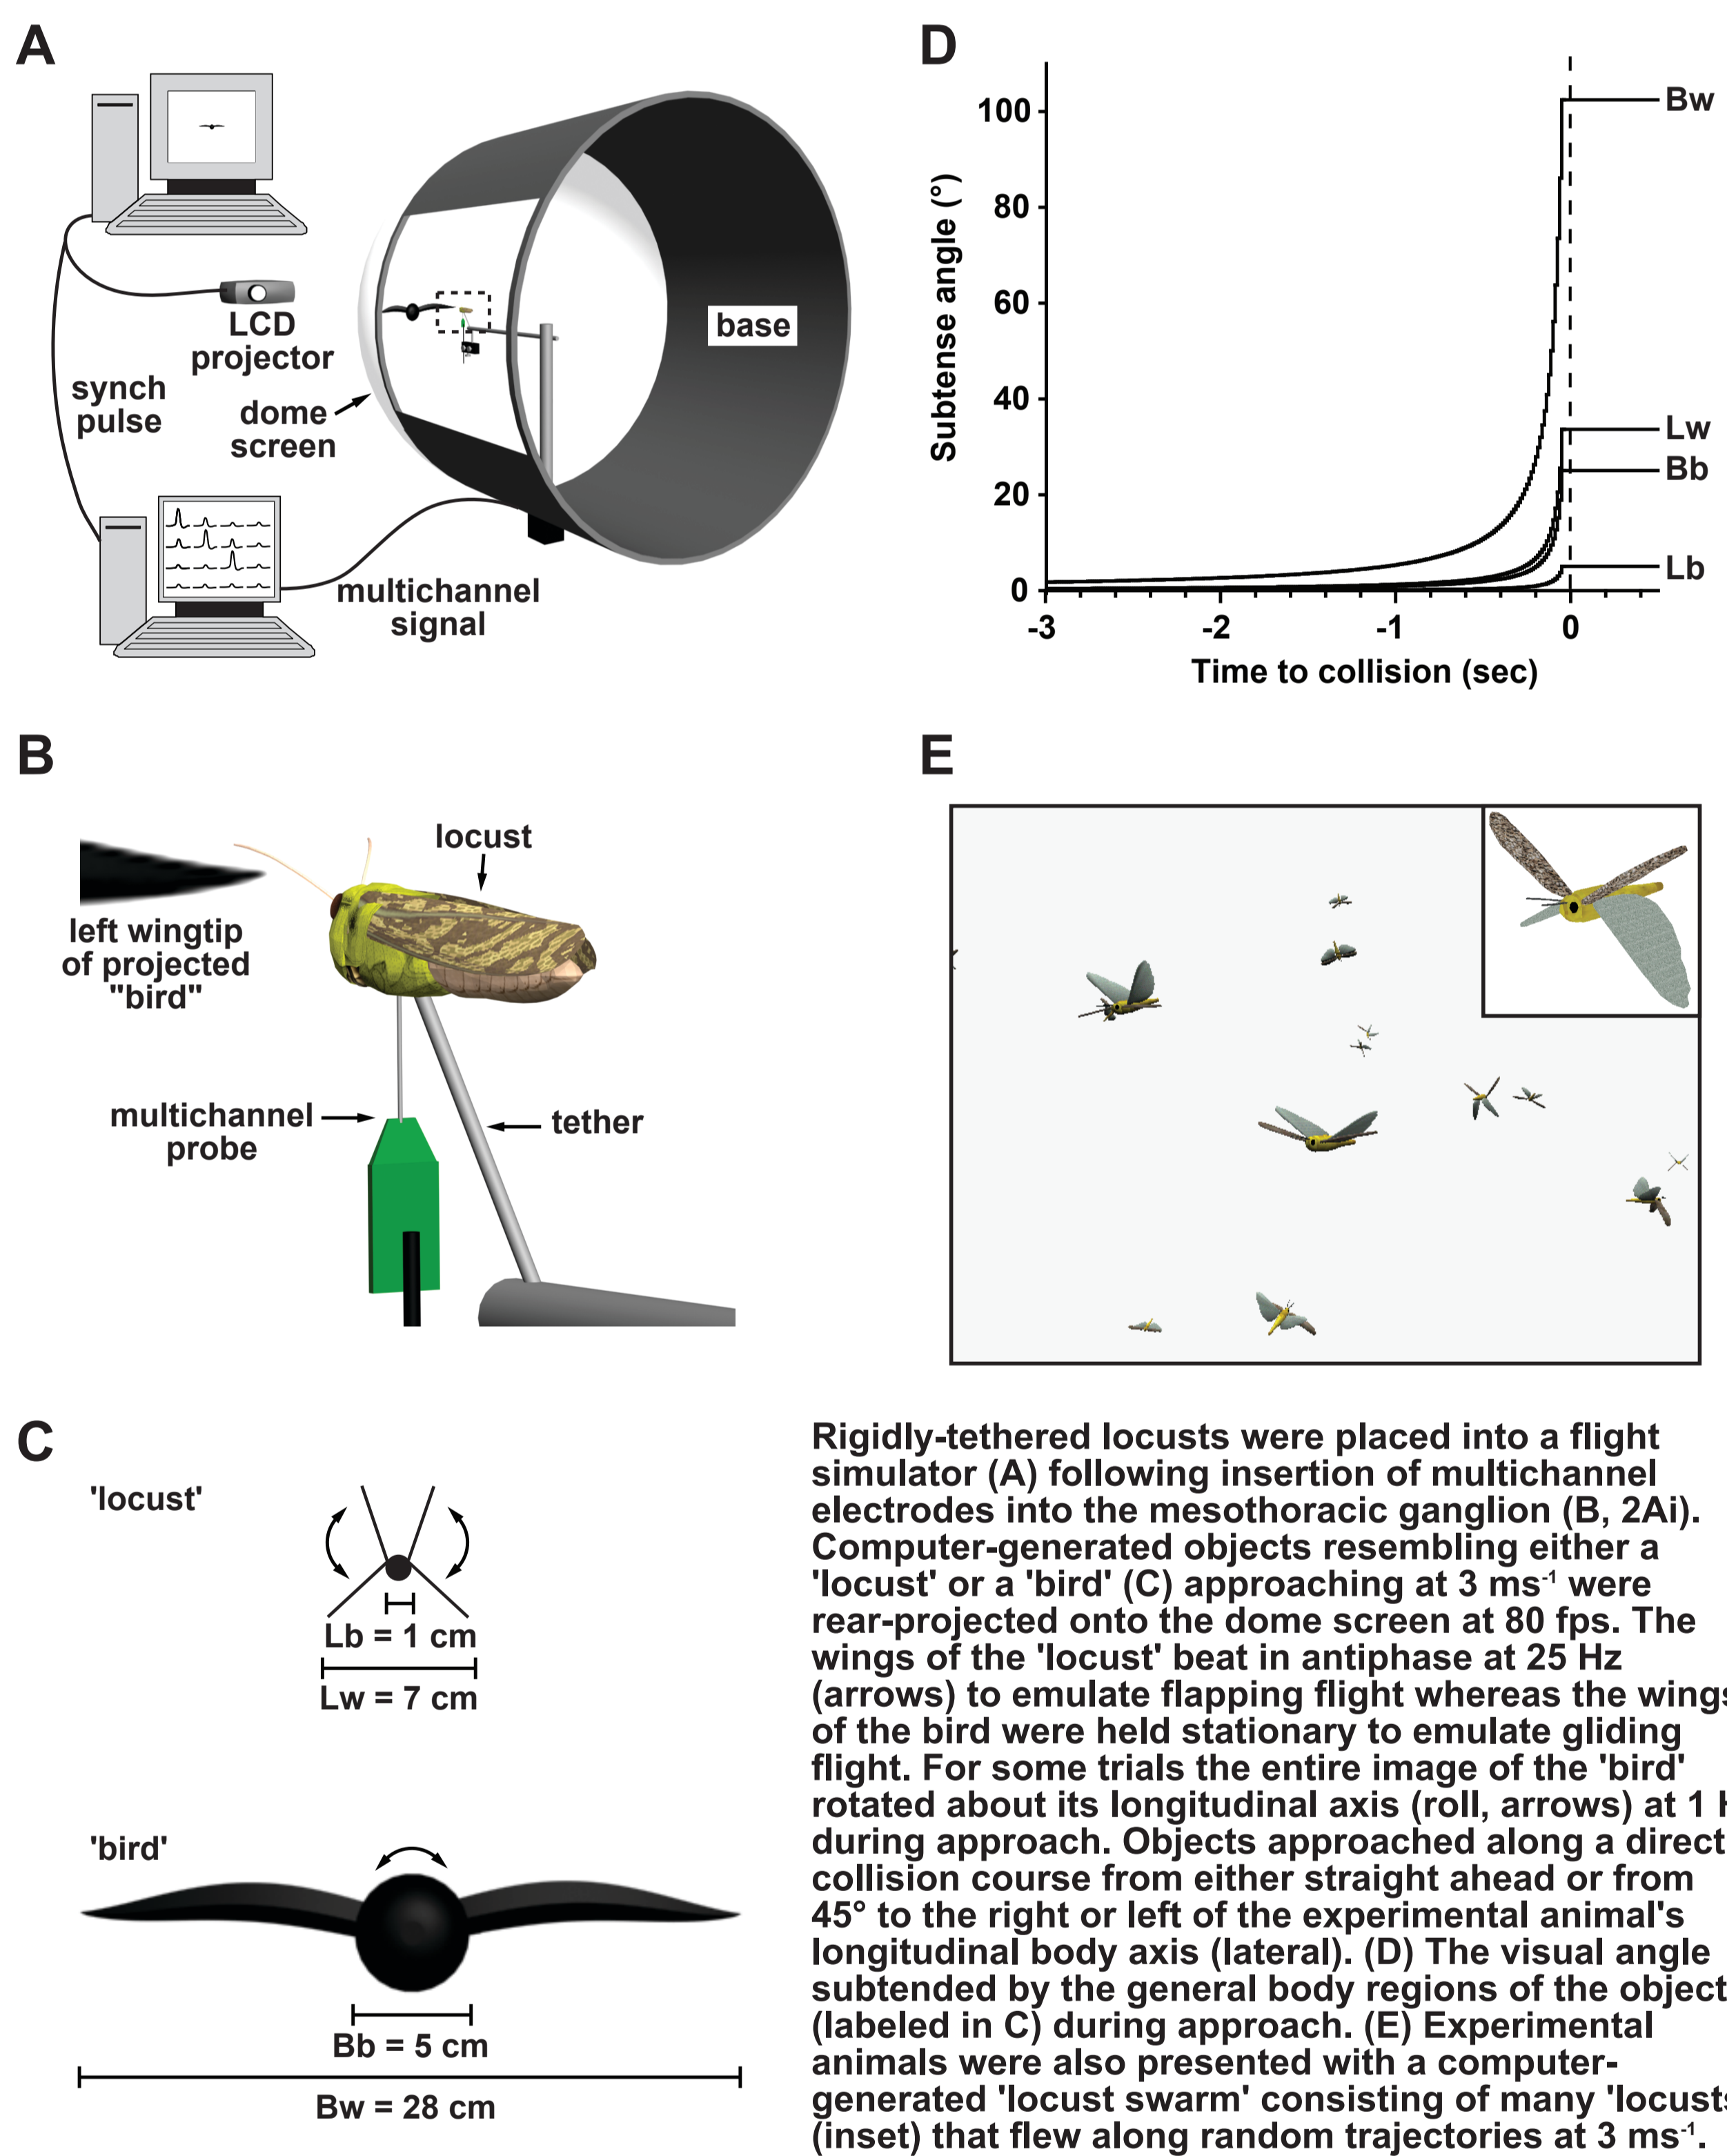 A
LCD
projector
synch
pulse
dome
screen
base
multichannel
signal
D
Subtense angle (°)
100
80
60
40
20
0
-3
-2
-1
0
Time to collision (sec)
Bw
Lw
Bb
Lb
B
locust
left wingtip
of projected
"bird"
multichannel
probe
tether
E
C
'locust'
Lb = 1 cm
Lw = 7 cm
'bird'
Bb = 5 cm
Bw = 28 cm
Rigidly-tethered locusts were placed into a flight
simulator (A) following insertion of multichannel
electrodes into the mesothoracic ganglion (B, 2Ai).
Computer-generated objects resembling either a
'locust' or a 'bird' (C) approaching at 3 ms⁻¹ were
rear-projected onto the dome screen at 80 fps. The
wings of the 'locust' beat in antiphase at 25 Hz
(arrows) to emulate flapping flight whereas the wings
of the bird were held stationary to emulate gliding
flight. For some trials the entire image of the 'bird'
rotated about its longitudinal axis (roll, arrows) at 1
during approach. Objects approached along a direct
collision course from either straight ahead or from
45° to the right or left of the experimental animal's
longitudinal body axis (lateral). (D) The visual angle
subtended by the general body regions of the object
(labeled in C) during approach. (E) Experimental
animals were also presented with a computer-
generated 'locust swarm' consisting of many 'locusts
(inset) that flew along random trajectories at 3 ms⁻¹.